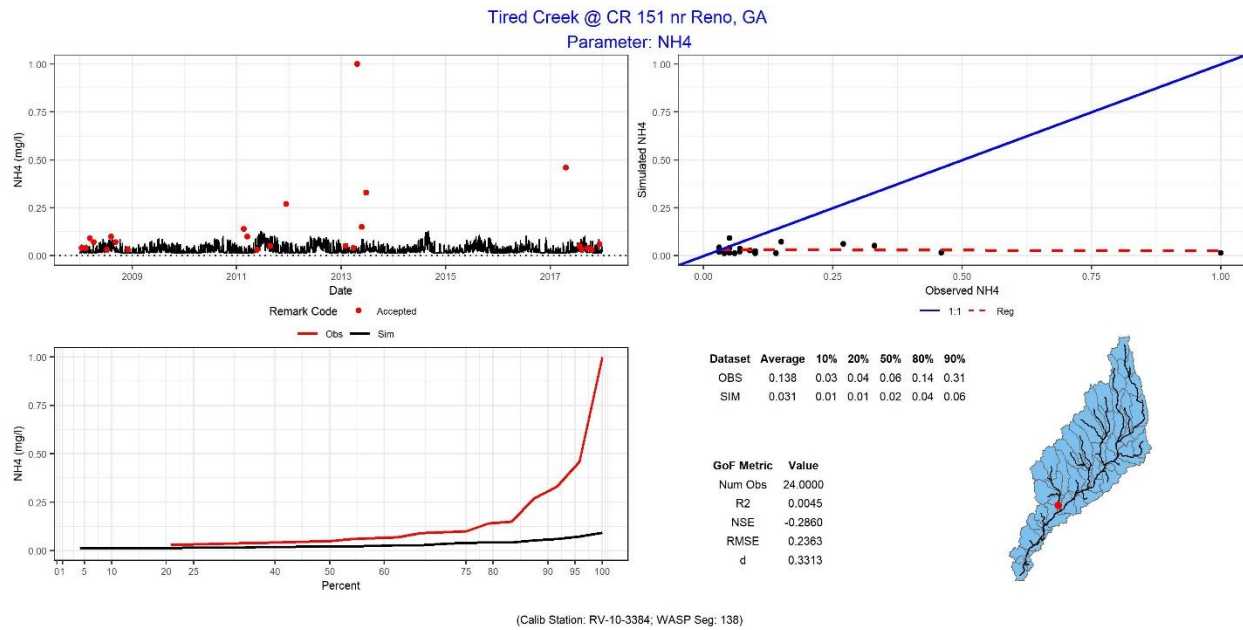 Tired Creek @ CR 151 nr Reno, GA
Parameter: NH4
1.00
0.75
0.50
0.25
0.00
NH4 (mg/l)
2009 2011 2013 2015 2017
Date
Remark Code Accepted
Obs Sim
1.00
0.75
0.50
0.25
0.00
Simulated NH4
0.00 0.25 0.50 0.75 1.00
Observed NH4
1:1 Reg
1.00
0.75
0.50
0.25
0.00
NH4 (mg/l)
0 1 5 10 20 25 40 50 60 75 80 90 95 100
Percent
Dataset Average 10% 20% 50% 80% 90%
OBS 0.138 0.03 0.04 0.06 0.14 0.31
SIM 0.031 0.01 0.01 0.02 0.04 0.06
GoF Metric Value
Num Obs 24.0000
R2 0.0045
NSE -0.2860
RMSE 0.2363
d 0.3313
(Calib Station: RV-10-3384; WASP Seg: 138)